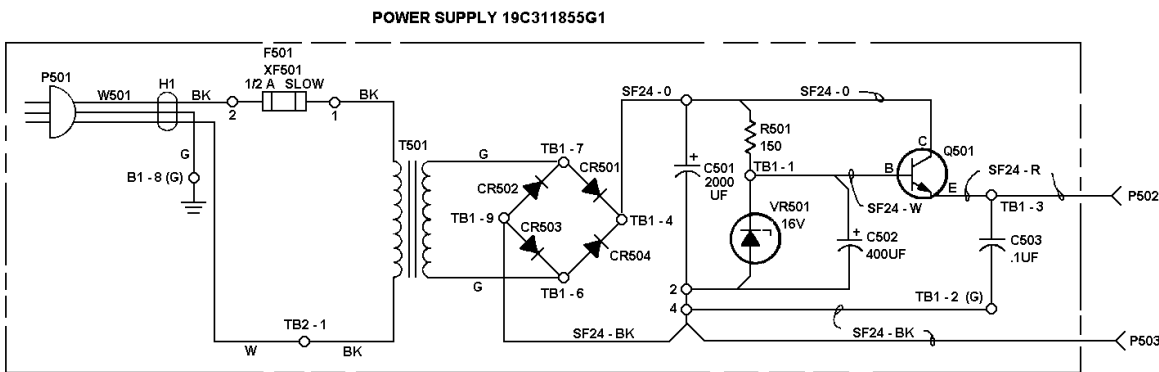 POWER SUPPLY 19C311855G1
F501
XF501
1/2 A SLOW
P501
W501
H1
BK
2
1
BK
G
B1 - 8 (G)
T501
G
G
TB1 - 7
CR501
CR502
TB1 - 9
CR503
TB1 - 4
CR504
TB1 - 6
TB2 - 1
W
BK
SF24 - 0
SF24 - 0
R501
150
TB1 - 1
+
C501
2000
UF
VR501
16V
SF24 - W
+
C502
400UF
C
Q501
B
E
SF24 - R
P502
TB1 - 3
C503
.1UF
TB1 - 2 (G)
2
4
SF24 - BK
SF24 - BK
P503